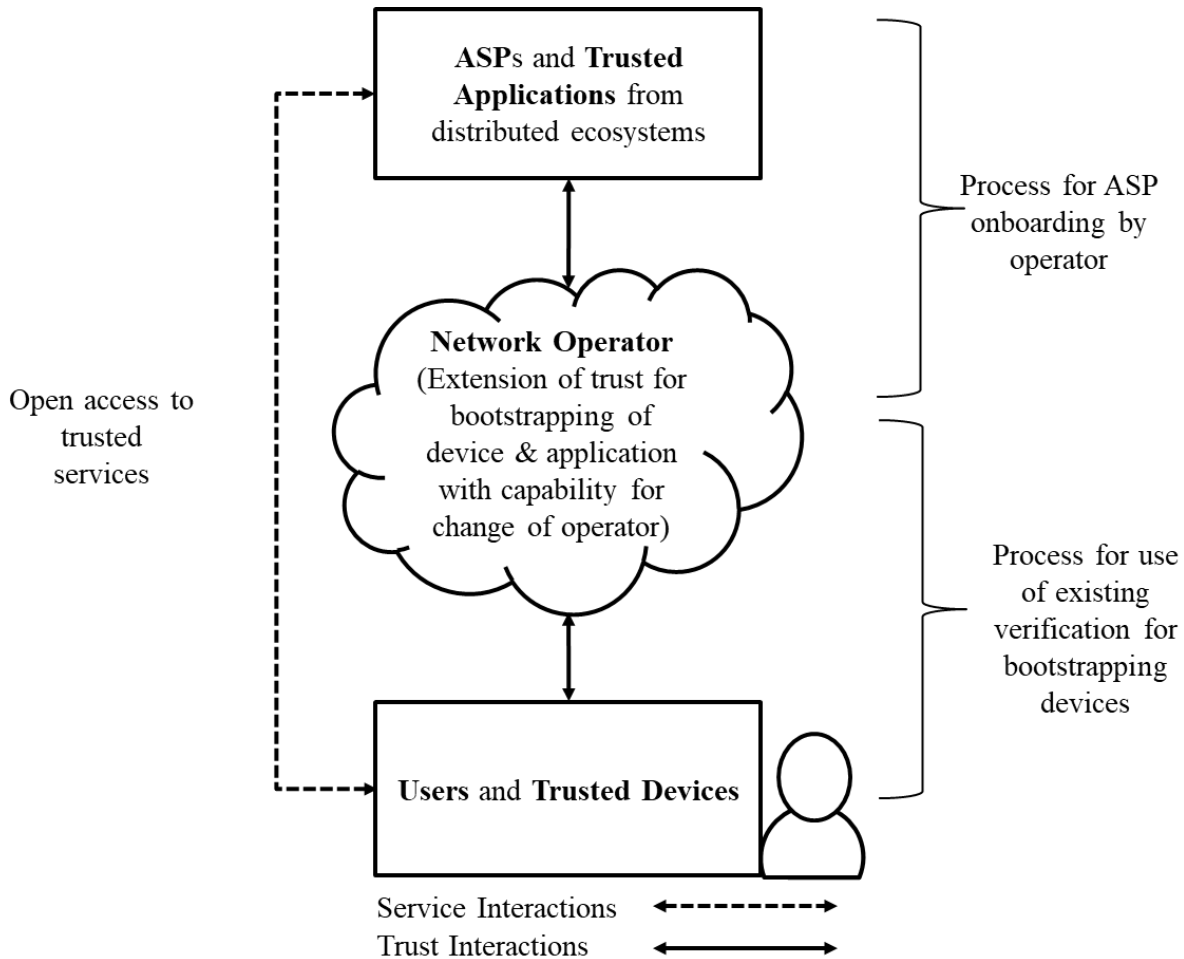 ASPs and Trusted
Applications from
distributed ecosystems
Process for ASP
onboarding by
operator
Network Operator
(Extension of trust for
bootstrapping of
device & application
with capability for
change of operator)
Open access to
trusted
services
Process for use
of existing
verification for
bootstrapping
devices
Users and Trusted Devices
Service Interactions
Trust Interactions